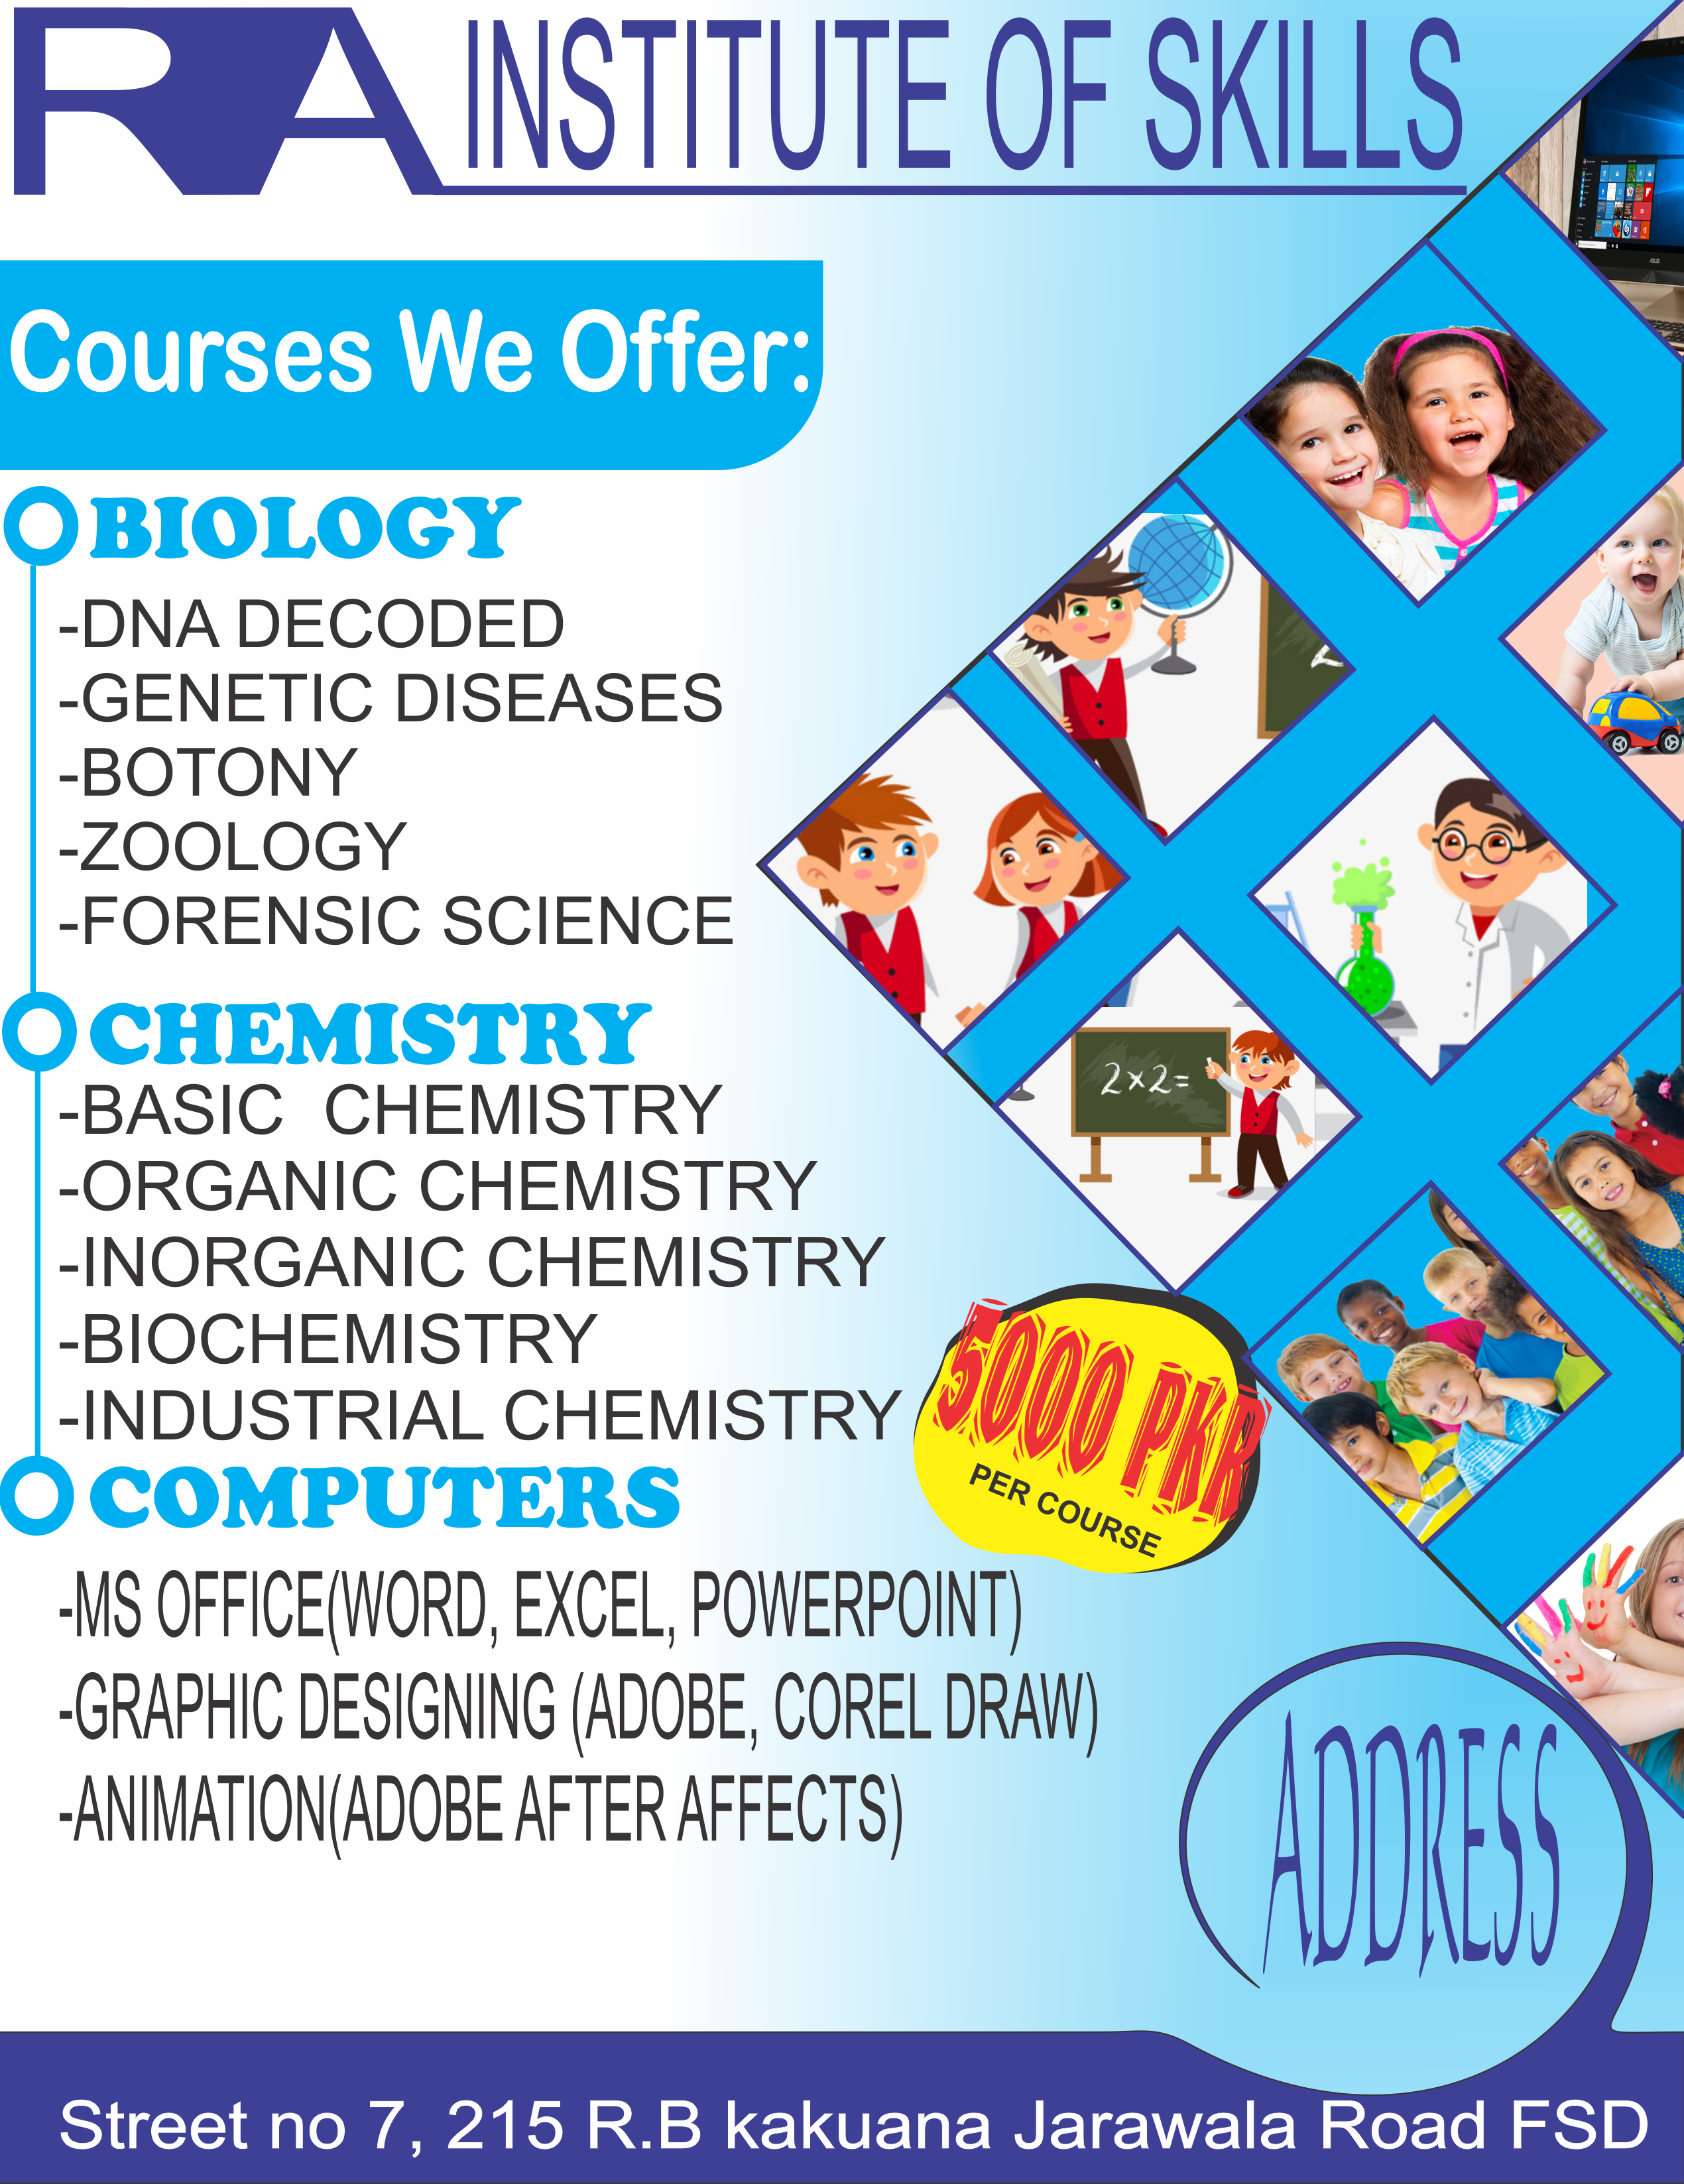 RA INSTITUTE OF SKILLS
Courses We Offer:
BIOLOGY
-DNA DECODED
-GENETIC DISEASES
-BOTONY
-ZOOLOGY
-FORENSIC SCIENCE
CHEMISTRY
-BASIC CHEMISTRY
-ORGANIC CHEMISTRY
-INORGANIC CHEMISTRY
-BIOCHEMISTRY
-INDUSTRIAL CHEMISTRY
2×2=
5000 PKR
PER COURSE
COMPUTERS
-MS OFFICE(WORD, EXCEL, POWERPOINT)
-GRAPHIC DESIGNING (ADOBE, COREL DRAW)
-ANIMATION(ADOBE AFTER AFFECTS)
ADDRESS
Street no 7, 215 R.B kakuana Jarawala Road FSD